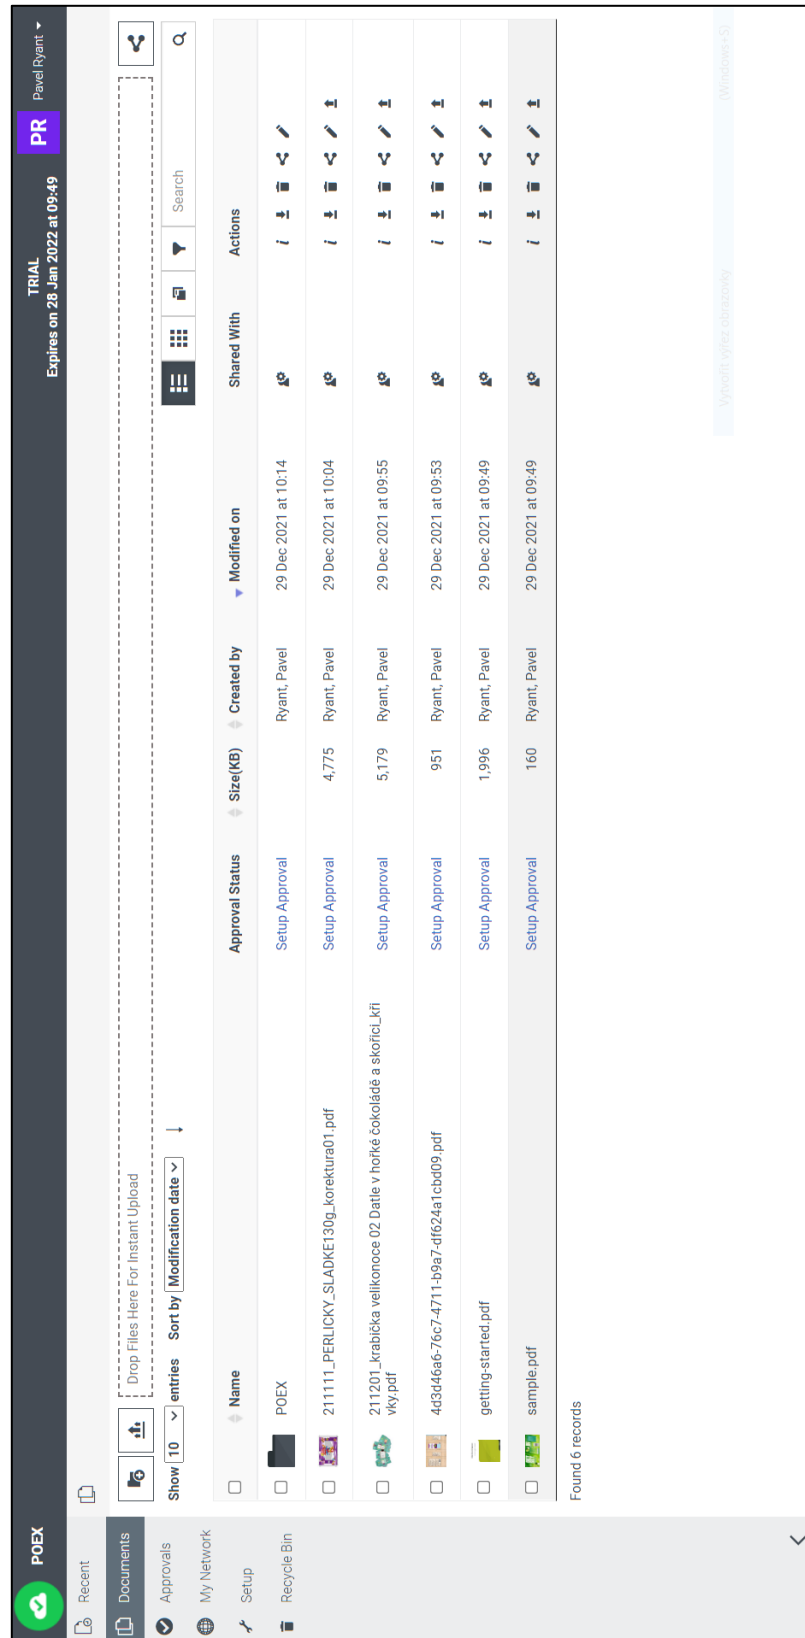 POEX
TRIAL
Expires on 28 Jan 2022 at 09:49
PR
Pavel Ryant
Recent
Documents
Approvals
My Network
Setup
Recycle Bin
Drop Files Here For Instant Upload
Show 10 entries Sort by Modification date
Search
Name Approval Status Size(KB) Created by Modified on Shared With Actions
POEX Setup Approval Ryant, Pavel 29 Dec 2021 at 10:14
211111_PERLICKY_SLADKE130g_korektura01.pdf Setup Approval 4,775 Ryant, Pavel 29 Dec 2021 at 10:04
211201_krabička velikonoce 02 Datle v hořké čokoládě a skořici_kři
vky.pdf
Setup Approval 5,179 Ryant, Pavel 29 Dec 2021 at 09:55
4d3d46a6-76c7-4711-b9a7-df624a1cbd09.pdf Setup Approval 951 Ryant, Pavel 29 Dec 2021 at 09:53
getting-started.pdf Setup Approval 1,996 Ryant, Pavel 29 Dec 2021 at 09:49
sample.pdf Setup Approval 160 Ryant, Pavel 29 Dec 2021 at 09:49
Found 6 records
Vytvořit výřez obrazovky (Windows+S)